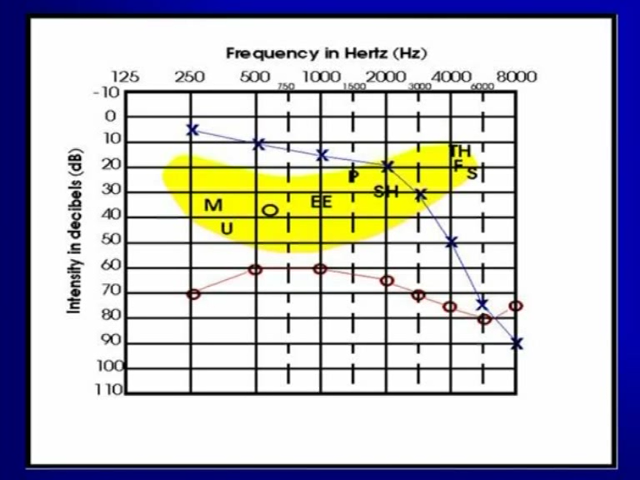 Frequency in Hertz (Hz)
125 250 500 1000 2000 4000 8000
750 1500 3000 6000
Intensity in decibels (dB)
-10
0
10
20
30
40
50
60
70
80
90
100
110
TH
F
S
P
SH
EE
M
O
U